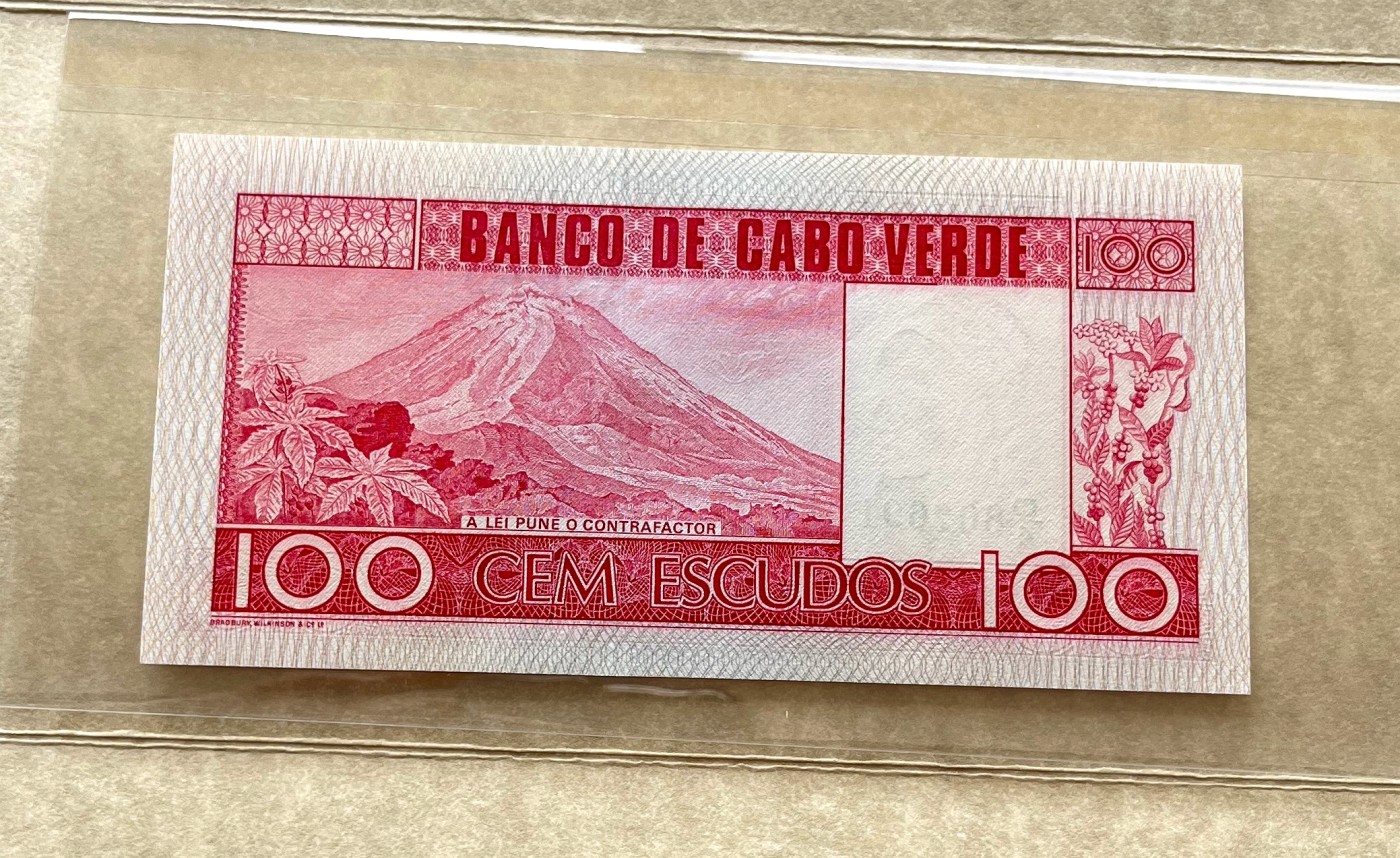 BANCO DE CABO VERDE
100
A LEI PUNE O CONTRAFACTOR
100 CEM ESCUDOS 100
BRADBURY, WILKINSON & Cº Lᵈ